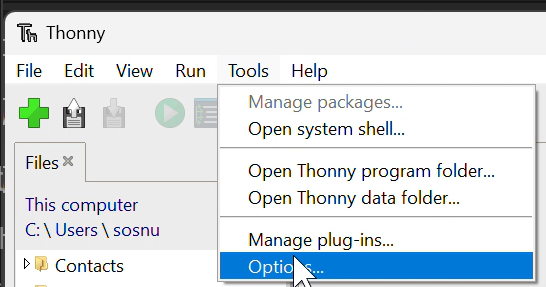 Thonny
File Edit View Run Tools Help
Manage packages...
Open system shell...
Open Thonny program folder...
Open Thonny data folder...
Manage plug-ins...
Options...
Files
This computer
C: \ Users \ sosnu
Contacts